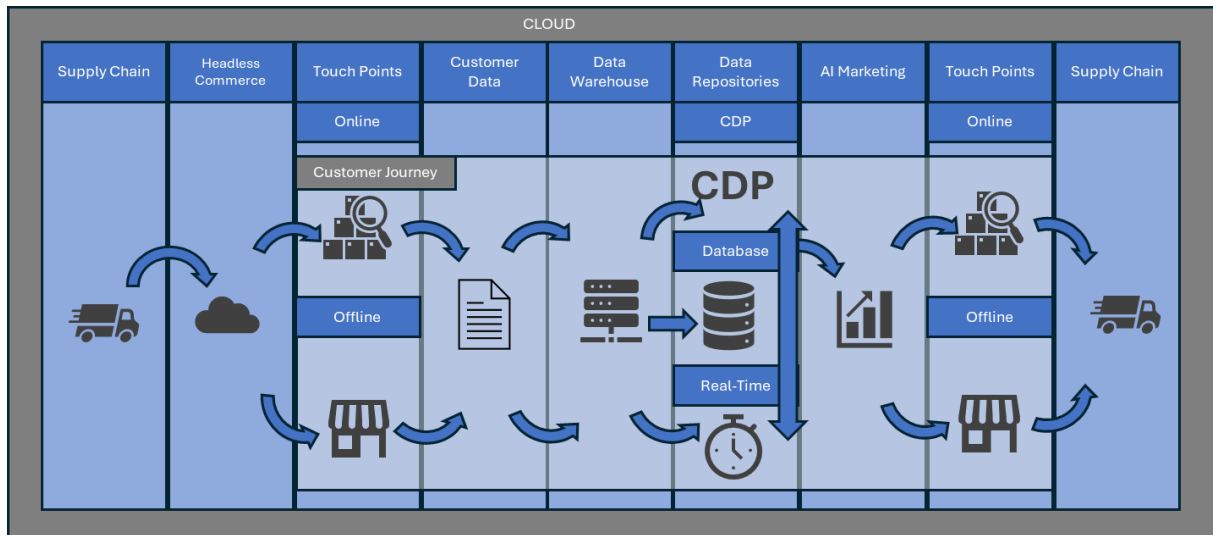 CLOUD
Supply Chain
Headless
Commerce
Touch Points
Customer
Data
Data
Warehouse
Data
Repositories
AI Marketing
Touch Points
Supply Chain
Online
CDP
Online
Customer Journey
CDP
Database
Offline
Offline
Real-Time